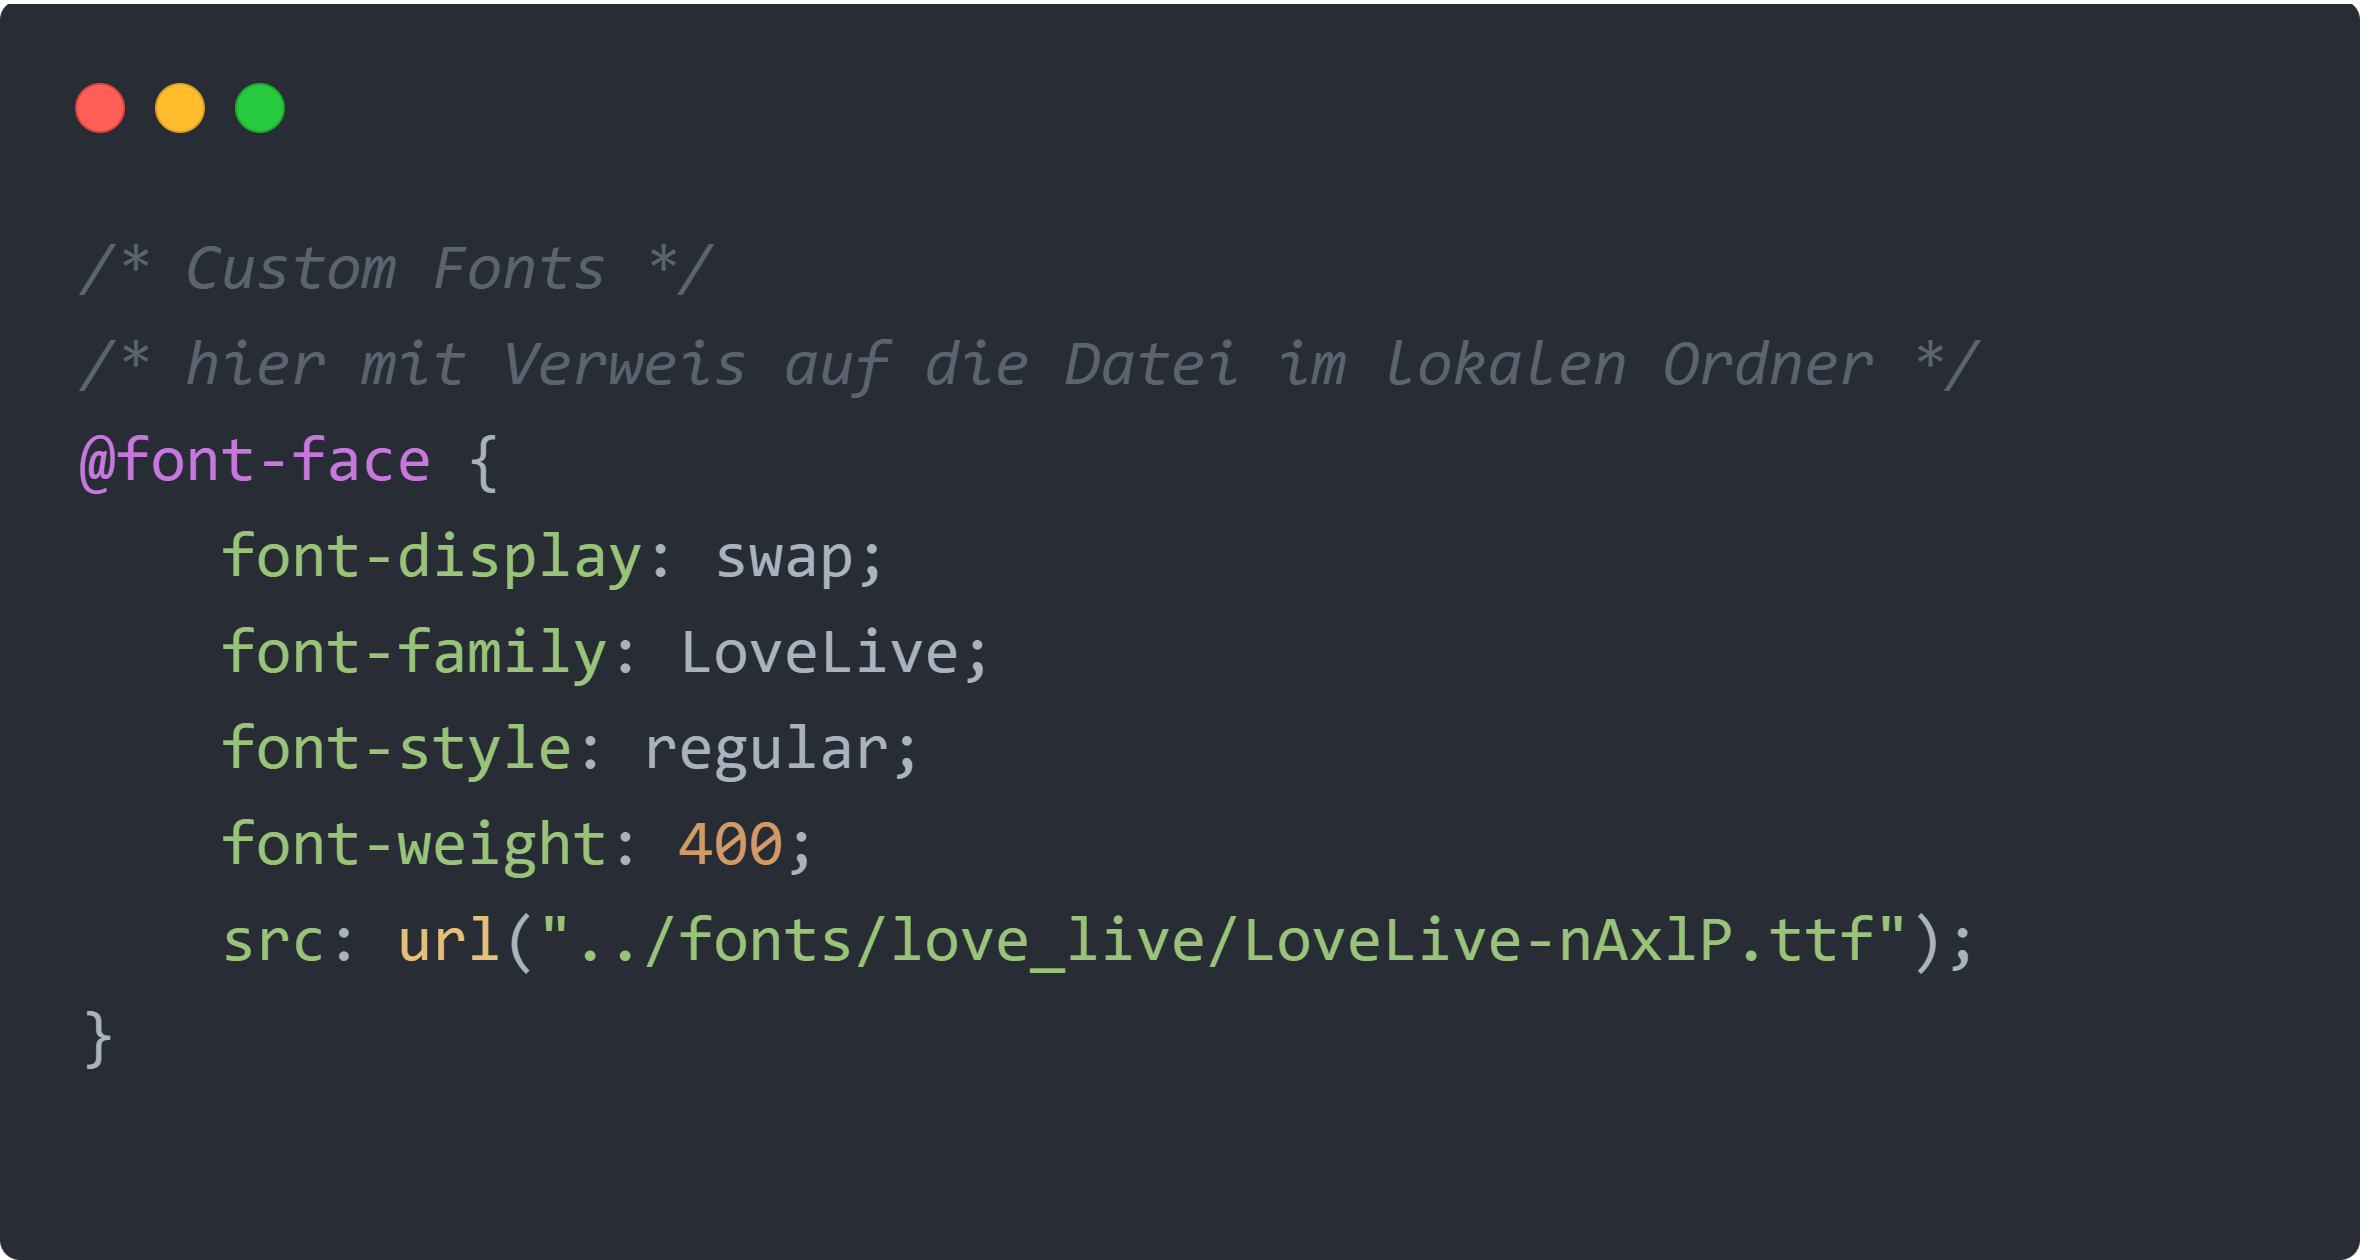 /* Custom Fonts */
/* hier mit Verweis auf die Datei im lokalen Ordner */
@font-face {
    font-display: swap;
    font-family: LoveLive;
    font-style: regular;
    font-weight: 400;
    src: url("../fonts/love_live/LoveLive-nAxlP.ttf");
}